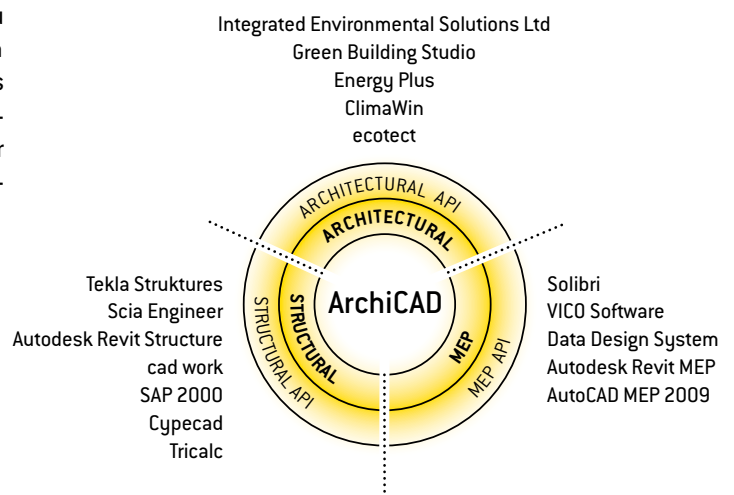 Integrated Environmental Solutions Ltd
Green Building Studio
Energy Plus
ClimaWin
ecotect
ARCHITECTURAL API
ARCHITECTURAL
ArchiCAD
STRUCTURAL
STRUCTURAL API
MEP
MEP API
Tekla Struktures
Scia Engineer
Autodesk Revit Structure
cad work
SAP 2000
Cypecad
Tricalc
Solibri
VICO Software
Data Design System
Autodesk Revit MEP
AutoCAD MEP 2009